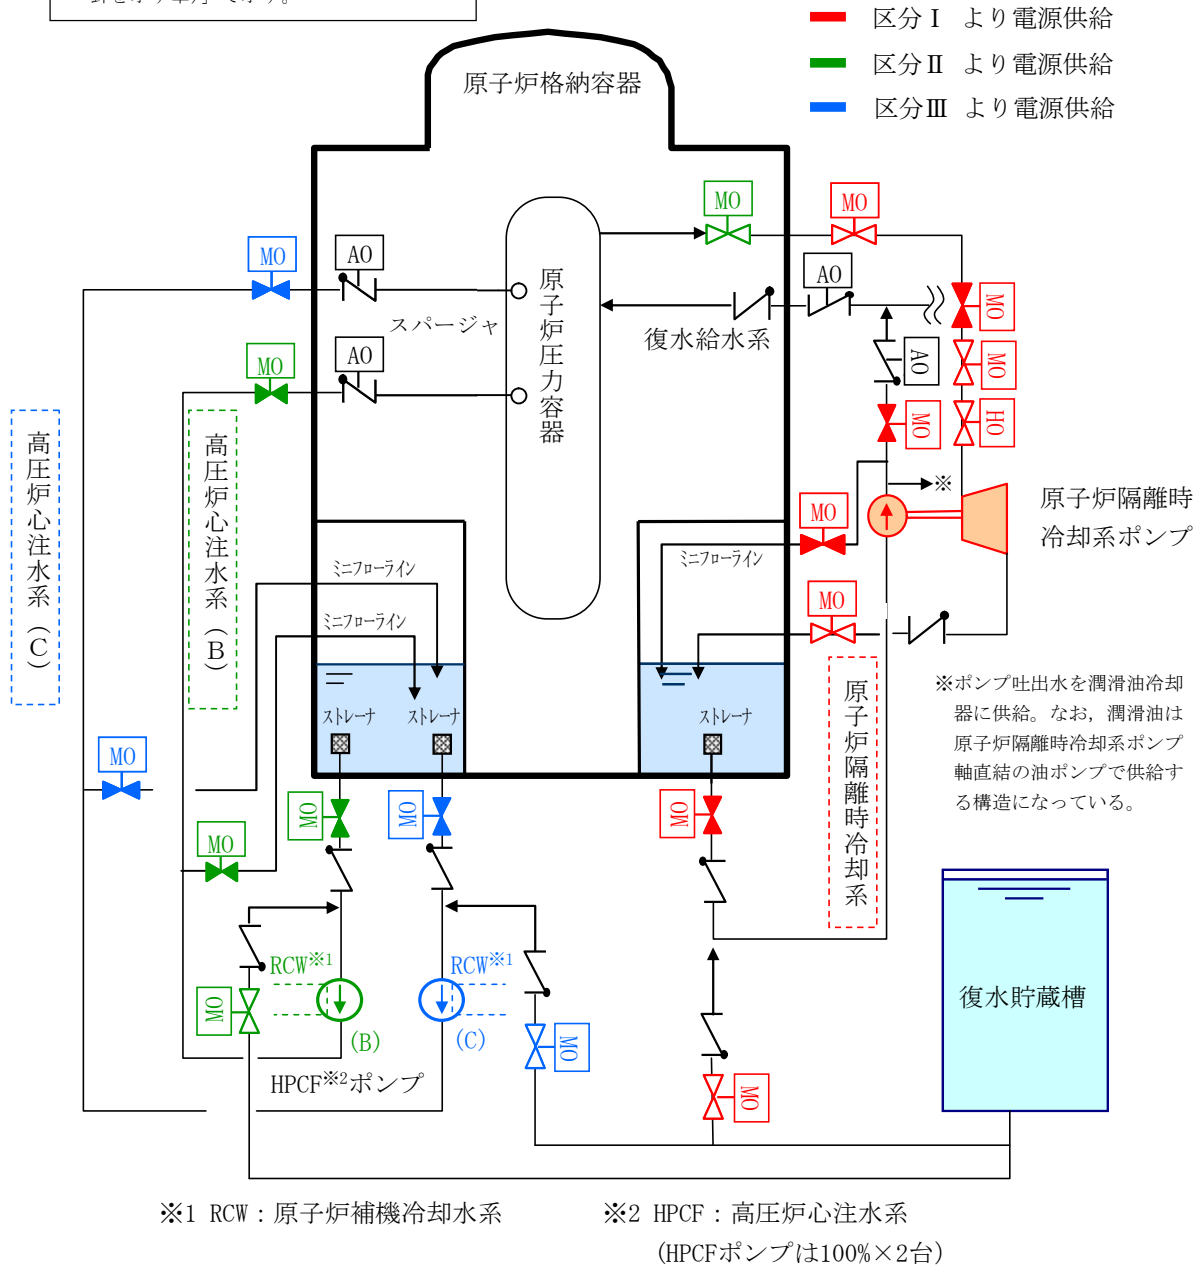 区分Ⅰ より電源供給
区分Ⅱ より電源供給
区分Ⅲ より電源供給
原子炉格納容器
MO
MO
MO
AO
AO
MO
スパージャ
原子炉圧力容器
復水給水系
MO
AO
AO
MO
MO
MO
HO
高圧炉心注水系(C)
高圧炉心注水系(B)
※
原子炉隔離時
冷却系ポンプ
MO
ミニフローライン
ミニフローライン
ミニフローライン
MO
原子炉隔離時冷却系
※ポンプ吐出水を潤滑油冷却
器に供給。なお，潤滑油は
原子炉隔離時冷却系ポンプ
軸直結の油ポンプで供給す
る構造になっている。
ストレーナ
ストレーナ
ストレーナ
MO
MO
MO
MO
MO
RCW※1
RCW※1
MO
(B)
(C)
MO
MO
復水貯蔵槽
HPCF※2ポンプ
※1 RCW：原子炉補機冷却水系
※2 HPCF：高圧炉心注水系
(HPCFポンプは100%×2台)